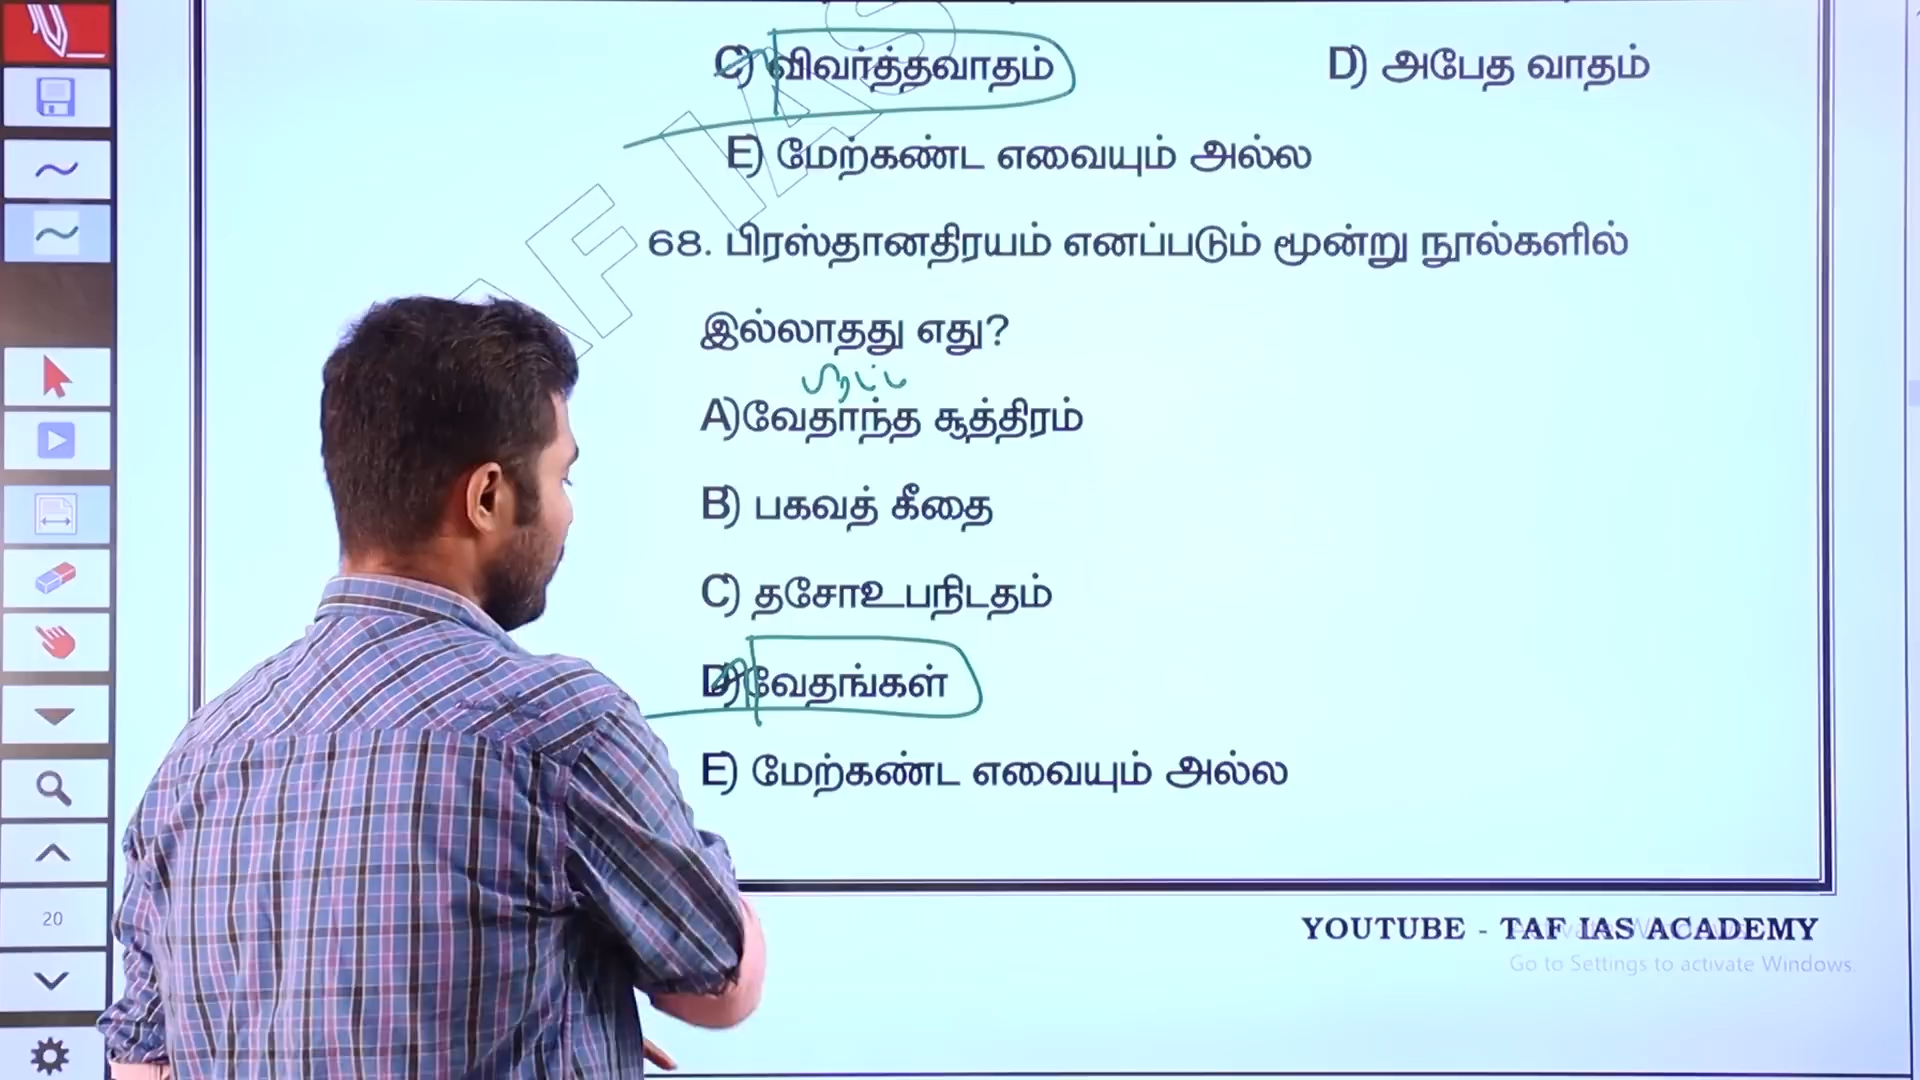 C) விவர்த்தவாதம் D) அபேத வாதம்
E) மேற்கண்ட எவையும் அல்ல
68. பிரஸ்தானதிரயம் எனப்படும் மூன்று நூல்களில்
இல்லாதது எது?
A)வேதாந்த சூத்திரம்
B) பகவத் கீதை
C) தசோஉபநிடதம்
D)வேதங்கள்
E) மேற்கண்ட எவையும் அல்ல
20
YOUTUBE - TAF IAS ACADEMY
Activate Windows
Go to Settings to activate Windows.